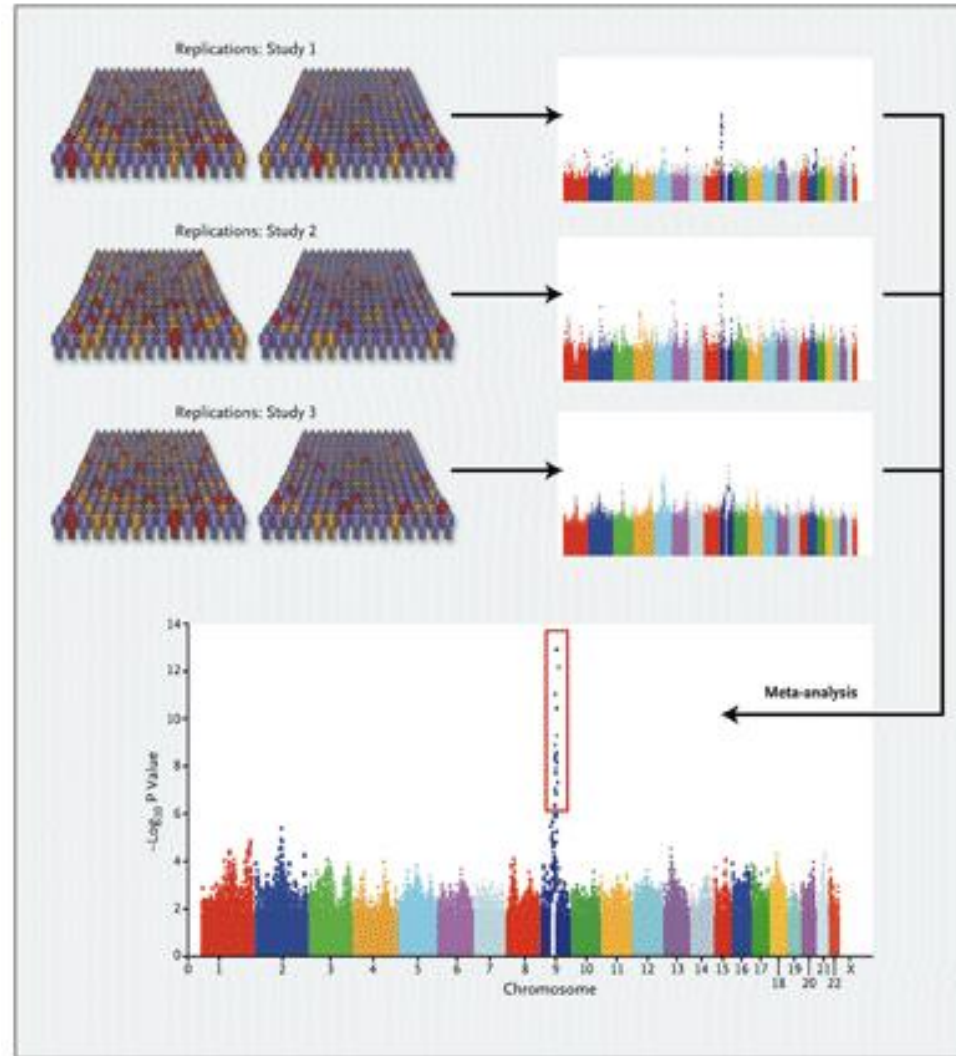 Replications: Study 1
Replications: Study 2
Replications: Study 3
14
12
10
8
6
4
2
0
-Log₁₀ P Value
Meta-analysis
0 1 2 3 4 5 6 7 8 9 10 11 12 13 14 15 16 17 19 21 X
18 20 22
Chromosome